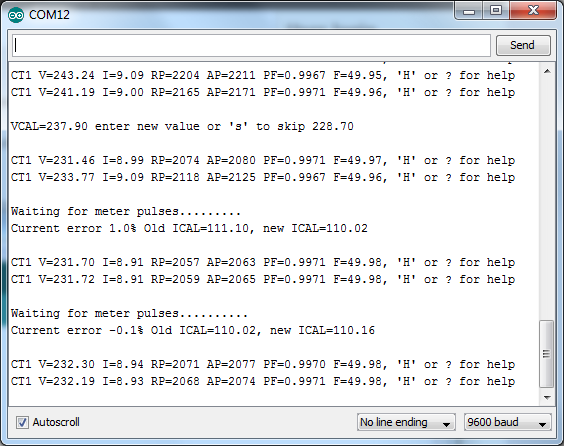 COM12
Send
CT1 V=243.24 I=9.09 RP=2204 AP=2211 PF=0.9967 F=49.95, 'H' or ? for help
CT1 V=241.19 I=9.00 RP=2165 AP=2171 PF=0.9971 F=49.96, 'H' or ? for help
VCAL=237.90 enter new value or 's' to skip 228.70
CT1 V=231.46 I=8.99 RP=2074 AP=2080 PF=0.9971 F=49.97, 'H' or ? for help
CT1 V=233.77 I=9.09 RP=2118 AP=2125 PF=0.9967 F=49.96, 'H' or ? for help
Waiting for meter pulses.........
Current error 1.0% Old ICAL=111.10, new ICAL=110.02
CT1 V=231.70 I=8.91 RP=2057 AP=2063 PF=0.9971 F=49.98, 'H' or ? for help
CT1 V=231.72 I=8.91 RP=2059 AP=2065 PF=0.9971 F=49.98, 'H' or ? for help
Waiting for meter pulses..........
Current error -0.1% Old ICAL=110.02, new ICAL=110.16
CT1 V=232.30 I=8.94 RP=2071 AP=2077 PF=0.9970 F=49.98, 'H' or ? for help
CT1 V=232.19 I=8.93 RP=2068 AP=2074 PF=0.9971 F=49.98, 'H' or ? for help
Autoscroll
No line ending
9600 baud